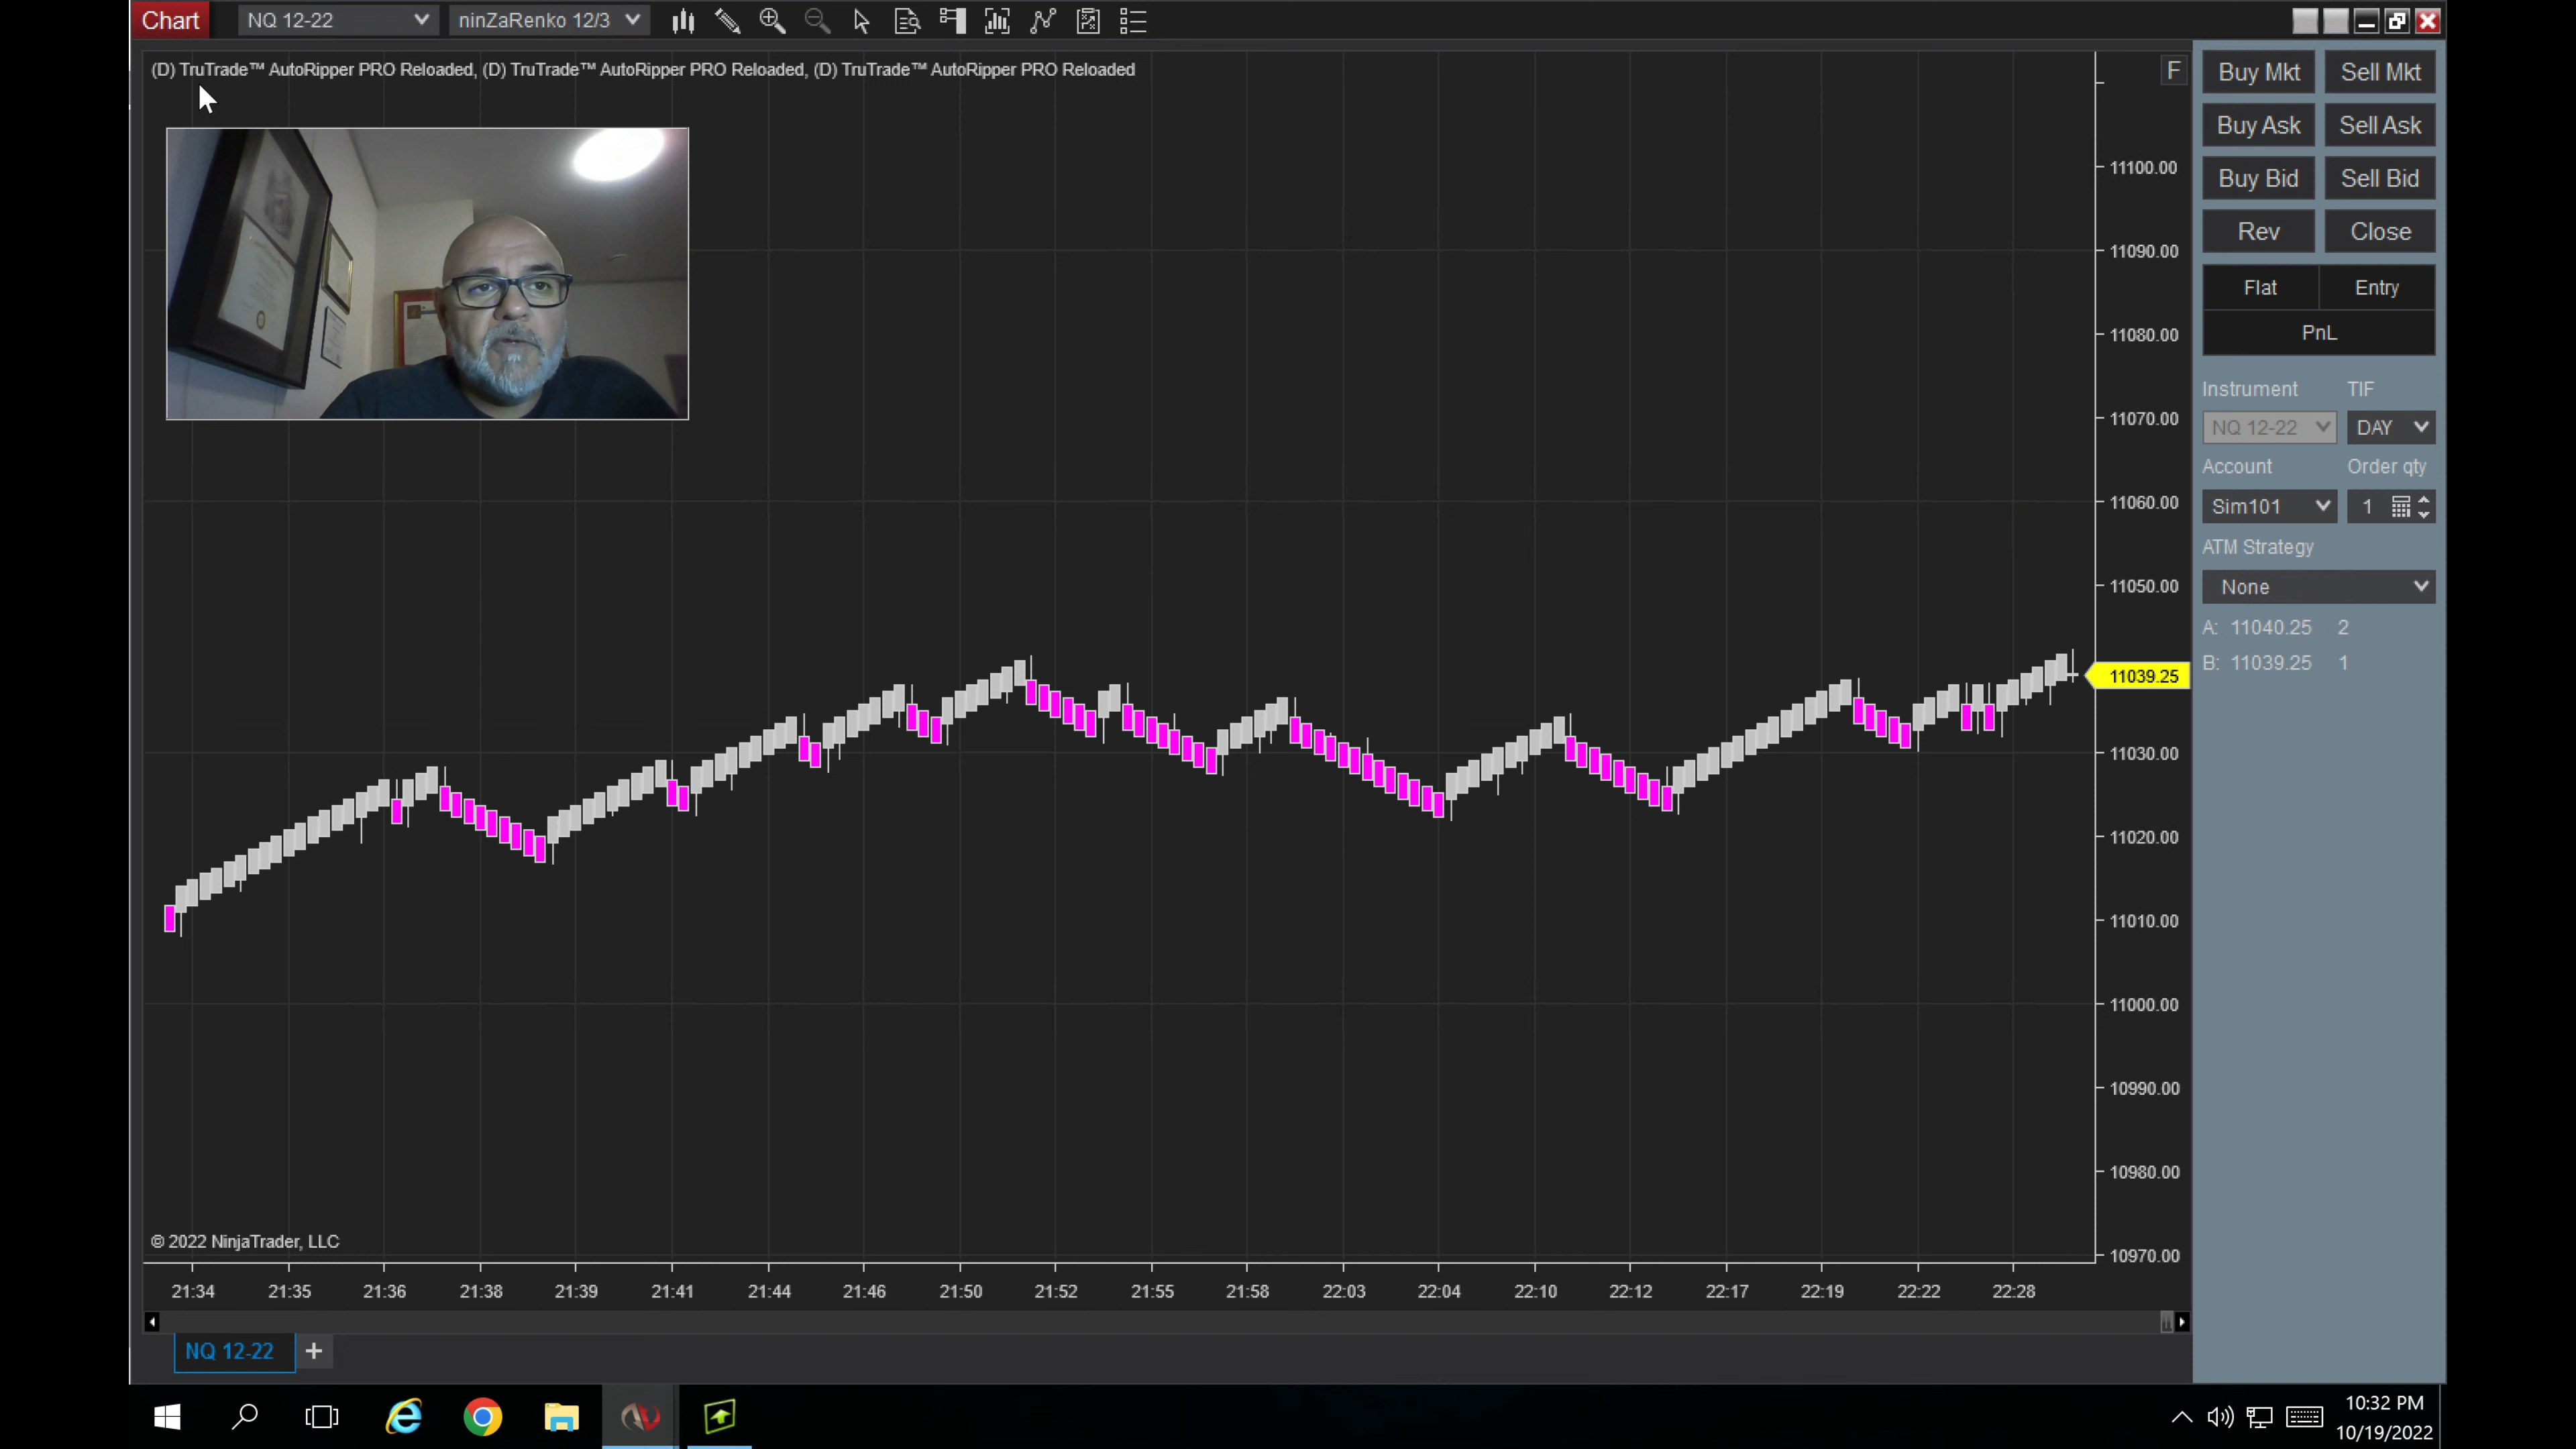 Chart
NQ 12-22
ninZaRenko 12/3
(D) TruTrade™ AutoRipper PRO Reloaded, (D) TruTrade™ AutoRipper PRO Reloaded, (D) TruTrade™ AutoRipper PRO Reloaded
F
11100.00
11090.00
11080.00
11070.00
11060.00
11050.00
11039.25
11030.00
11020.00
11010.00
11000.00
10990.00
10980.00
10970.00
© 2022 NinjaTrader, LLC
21:34 21:35 21:36 21:38 21:39 21:41 21:44 21:46 21:50 21:52 21:55 21:58 22:03 22:04 22:10 22:12 22:17 22:19 22:22 22:28
NQ 12-22 +
Buy Mkt Sell Mkt
Buy Ask Sell Ask
Buy Bid Sell Bid
Rev Close
Flat Entry
PnL
Instrument TIF
NQ 12-22 DAY
Account Order qty
Sim101 1
ATM Strategy
None
A: 11040.25 2
B: 11039.25 1
10:32 PM
10/19/2022